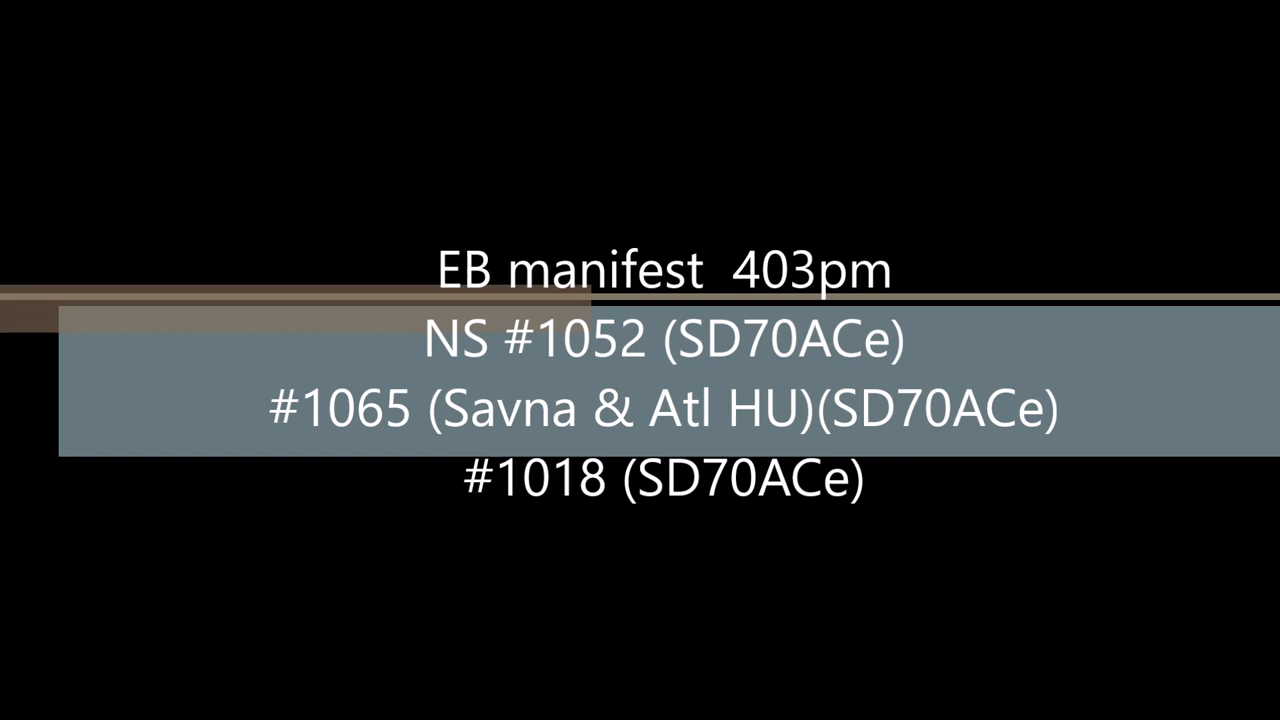 EB manifest  403pm
NS #1052 (SD70ACe)
#1065 (Savna & Atl HU)(SD70ACe)
#1018 (SD70ACe)